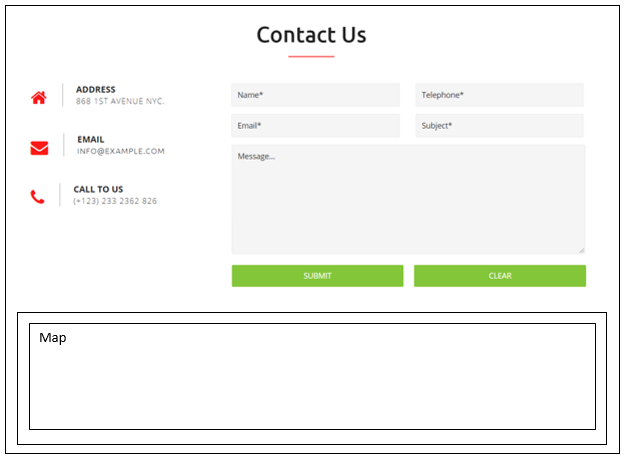 Contact Us
ADDRESS
868 1ST AVENUE NYC.
EMAIL
INFO@EXAMPLE.COM
CALL TO US
(+123) 233 2362 826
Name*
Telephone*
Email*
Subject*
Message...
SUBMIT
CLEAR
Map